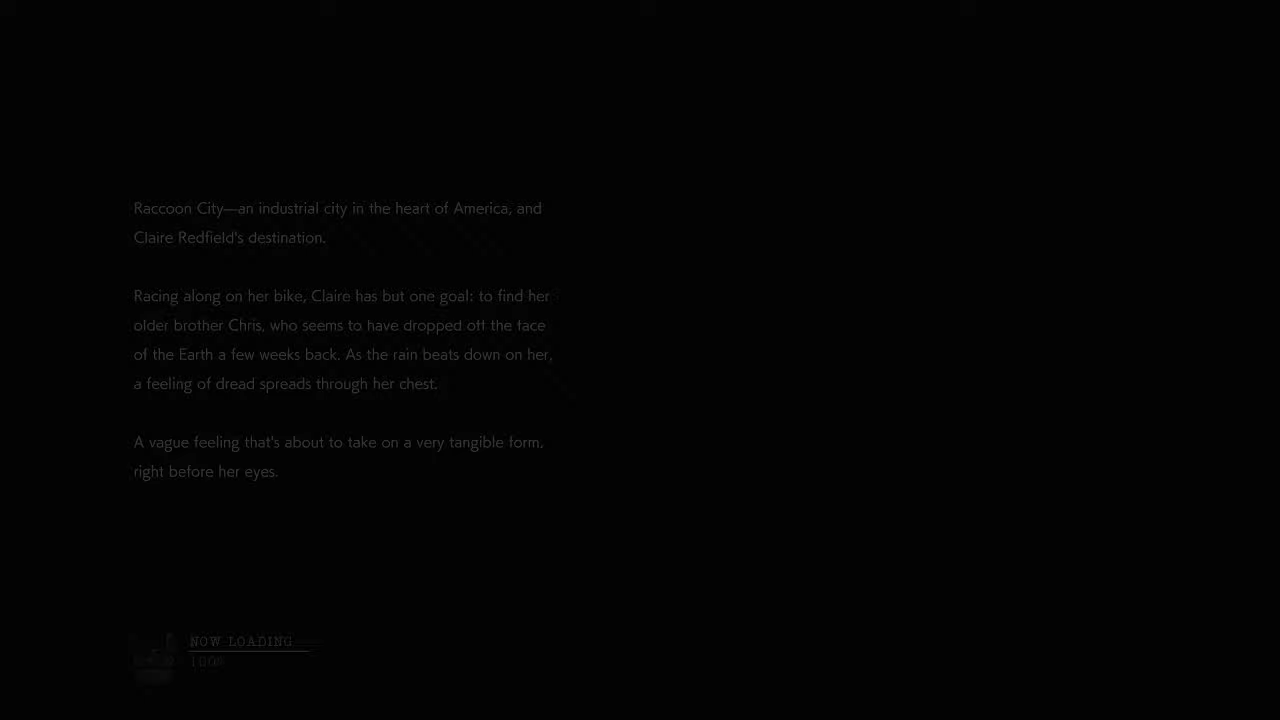 Raccoon City—an industrial city in the heart of America, and
Claire Redfield's destination.
Racing along on her bike, Claire has but one goal: to find her
older brother Chris, who seems to have dropped off the face
of the Earth a few weeks back. As the rain beats down on her,
a feeling of dread spreads through her chest.
A vague feeling that's about to take on a very tangible form,
right before her eyes.
NOW LOADING
100%